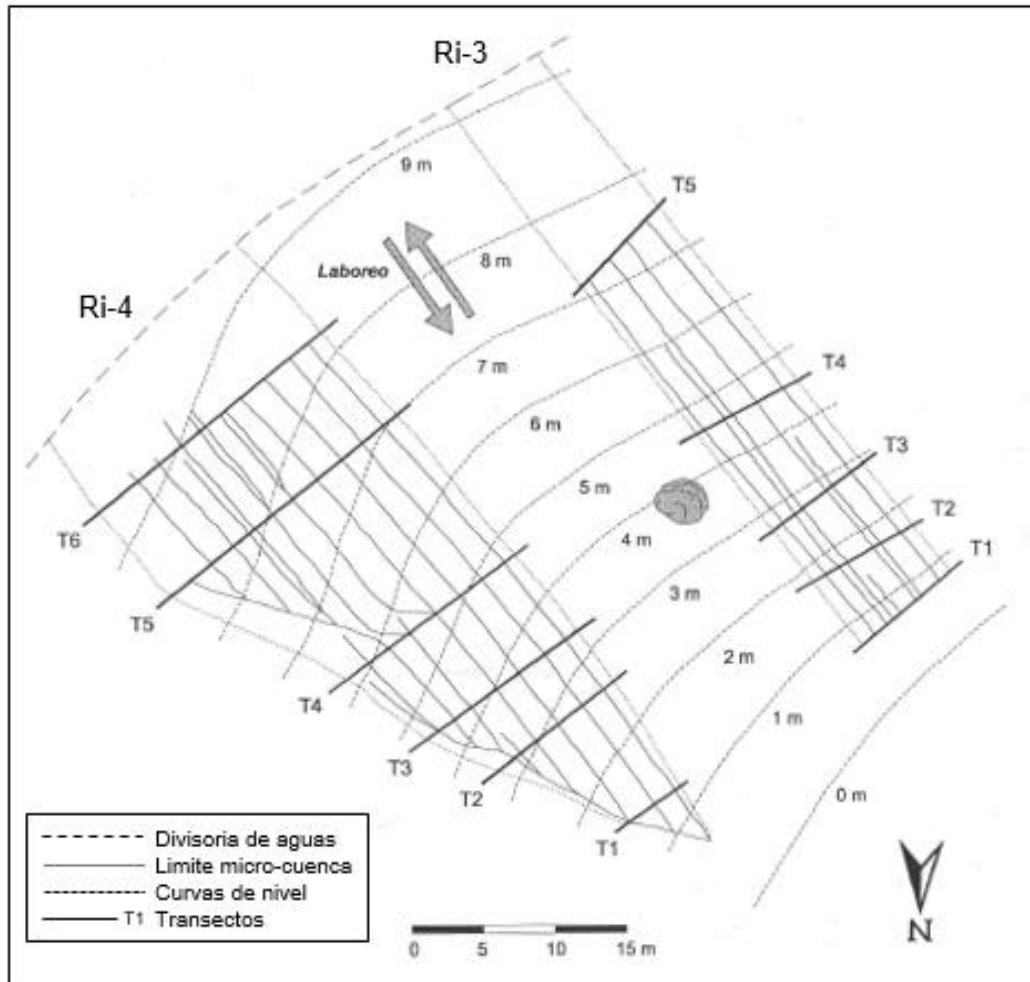 Ri-3
Ri-4
9 m
T5
Laboreo
8 m
7 m
T4
6 m
T3
5 m
T6
4 m
T2
T5
3 m
T1
2 m
T4
1 m
T3
0 m
T2
T1
Divisoria de aguas
Limite micro-cuenca
Curvas de nivel
T1 Transectos
0 5 10 15 m
N